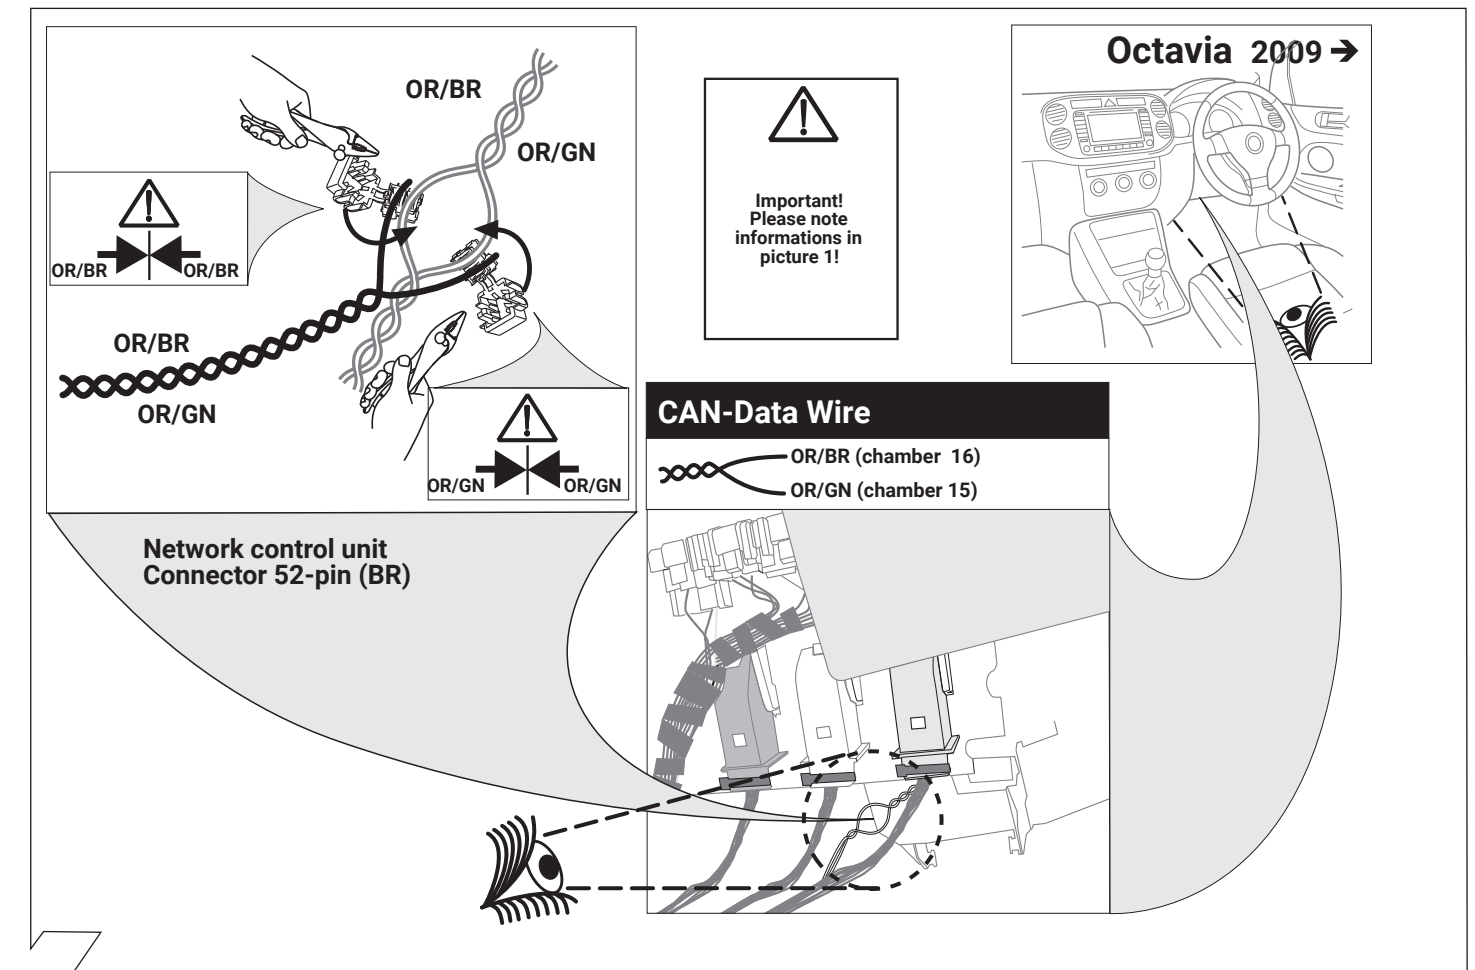 OR/BR
OR/GN
OR/BR
OR/BR
OR/BR
OR/GN
OR/GN
OR/GN
Network control unit
Connector 52-pin (BR)
Important!
Please note
informations in
picture 1!
Octavia 2009 ➔
CAN-Data Wire
OR/BR (chamber 16)
OR/GN (chamber 15)